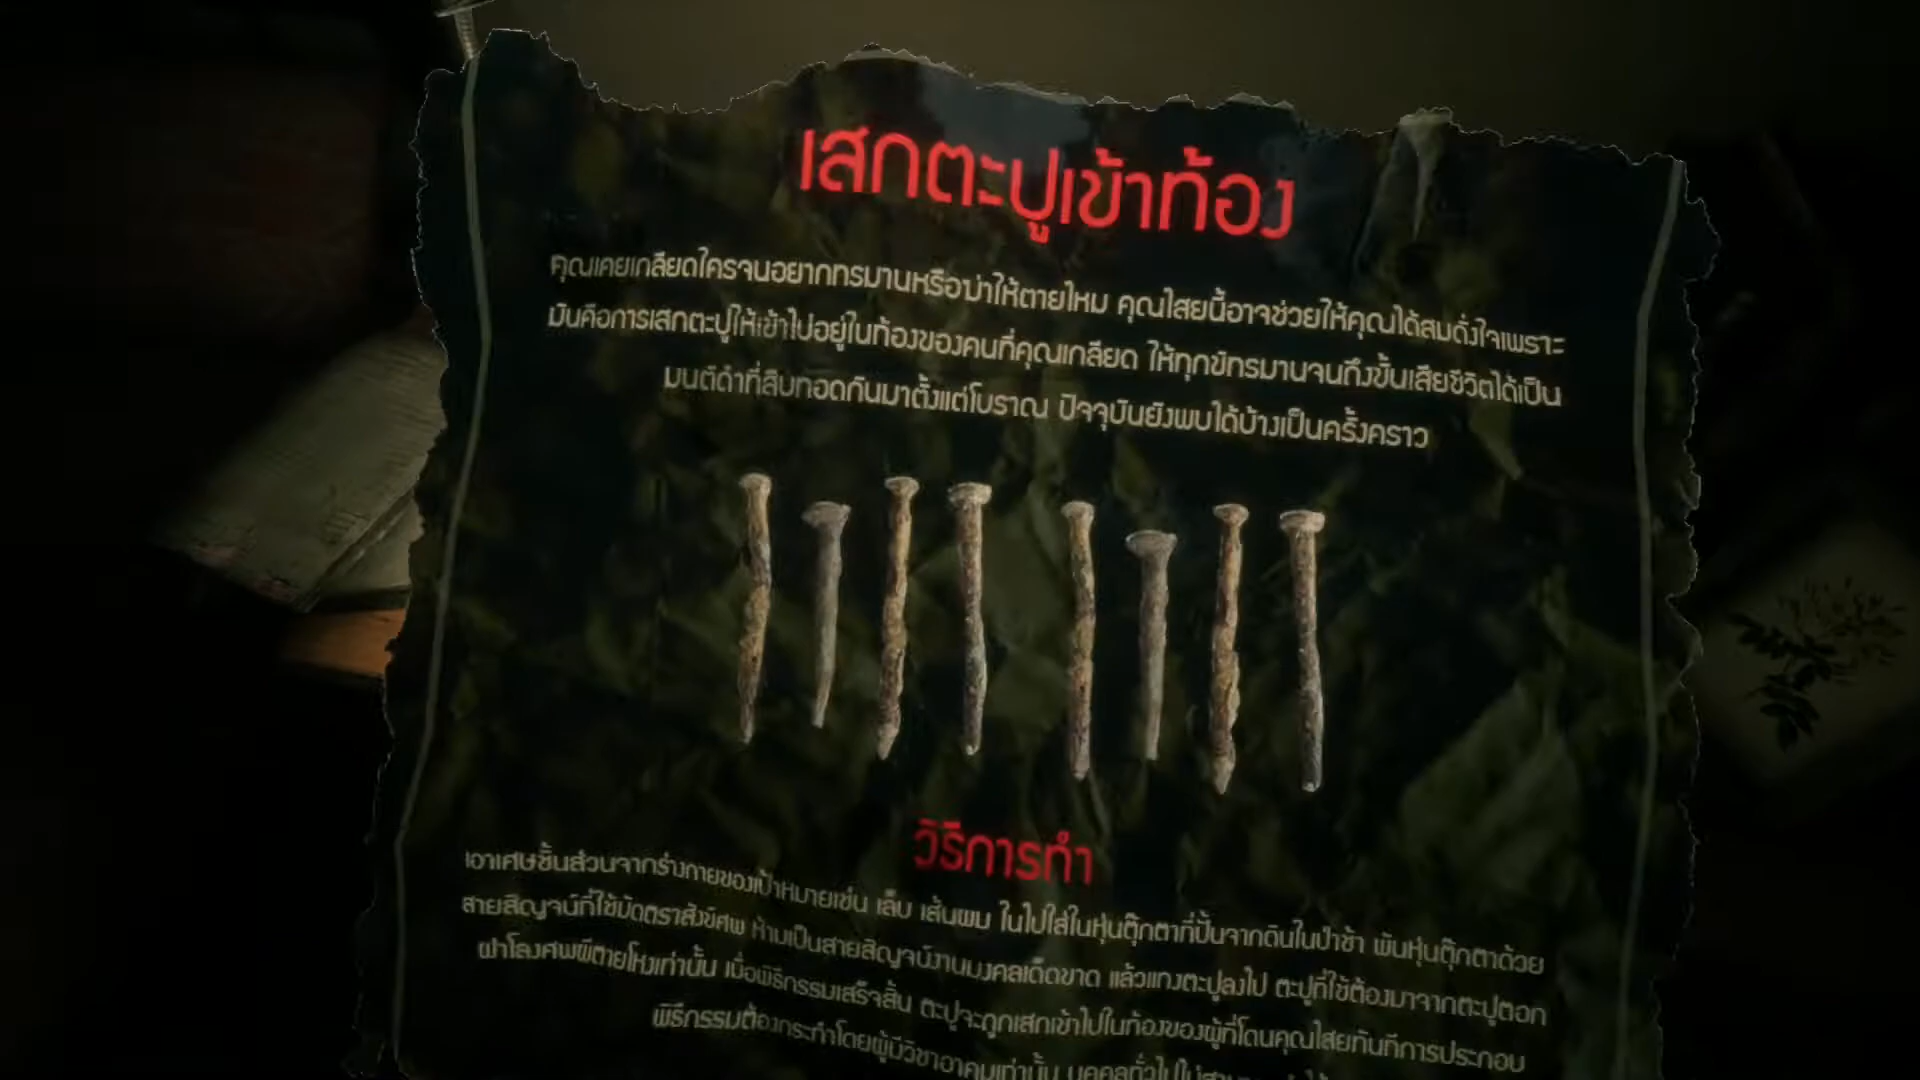 เสกตะปูเข้าท้อง
คุณเคยเกลียดใครจนอยากทรมานหรือฆ่าให้ตายไหม คุณไสยนี้อาจช่วยให้คุณได้สมดั่งใจเพราะ
มันคือการเสกตะปูให้เข้าไปอยู่ในท้องของคนที่คุณเกลียด ให้ทุกข์ทรมานจนถึงขั้นเสียชีวิตได้เป็น
มนต์ดำที่สืบทอดกันมาตั้งแต่โบราณ ปัจจุบันยังพบได้บ้างเป็นครั้งคราว
วิธีการทำ
เอาเศษชิ้นส่วนจากร่างกายของเป้าหมายเช่น เล็บ เส้นผม ในไปใส่ในหุ่นตุ๊กตาที่ปั้นจากดินในป่าช้า พันหุ่นตุ๊กตาด้วย
สายสิญจน์ที่ใช้มัดตราสังข์ศพ ห้ามเป็นสายสิญจน์งานมงคลเด็ดขาด แล้วแทงตะปูลงไป ตะปูที่ใช้ต้องมาจากตะปูตอก
ฝาโลงศพผีตายโหงเท่านั้น เมื่อพิธีกรรมเสร็จสิ้น ตะปูจะถูกเสกเข้าไปในท้องของผู้ที่โดนคุณไสยทันทีการประกอบ
พิธีกรรมต้องกระทำโดยผู้มีวิชาอาคมเท่านั้น บุคคลทั่วไปไม่